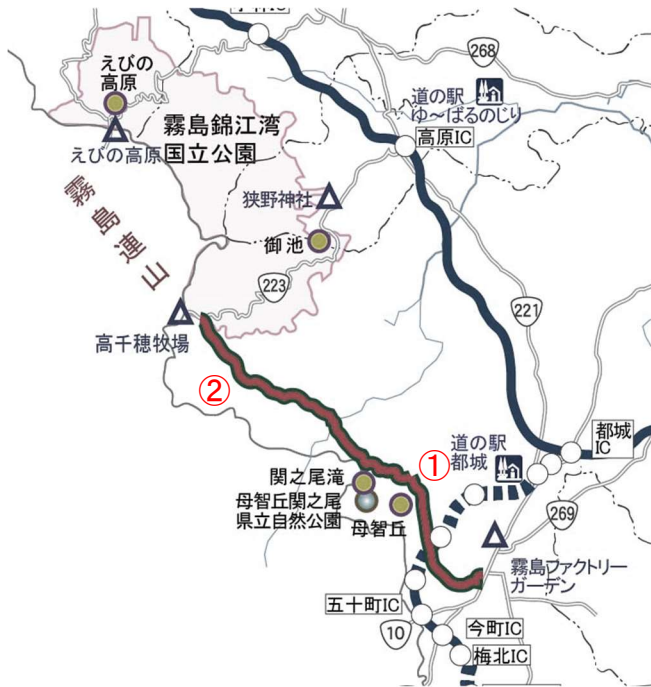 えびの
高原
霧島錦江湾
国立公園
えびの高原
霧島連山
狭野神社
御池
223
高千穂牧場
268
道の駅
ゆ〜ぱるのじり
高原IC
221
②
①
道の駅
都城
都城
IC
関之尾滝
母智丘関之尾
県立自然公園
母智丘
269
霧島ファクトリー
ガーデン
五十町IC
10
今町IC
梅北IC